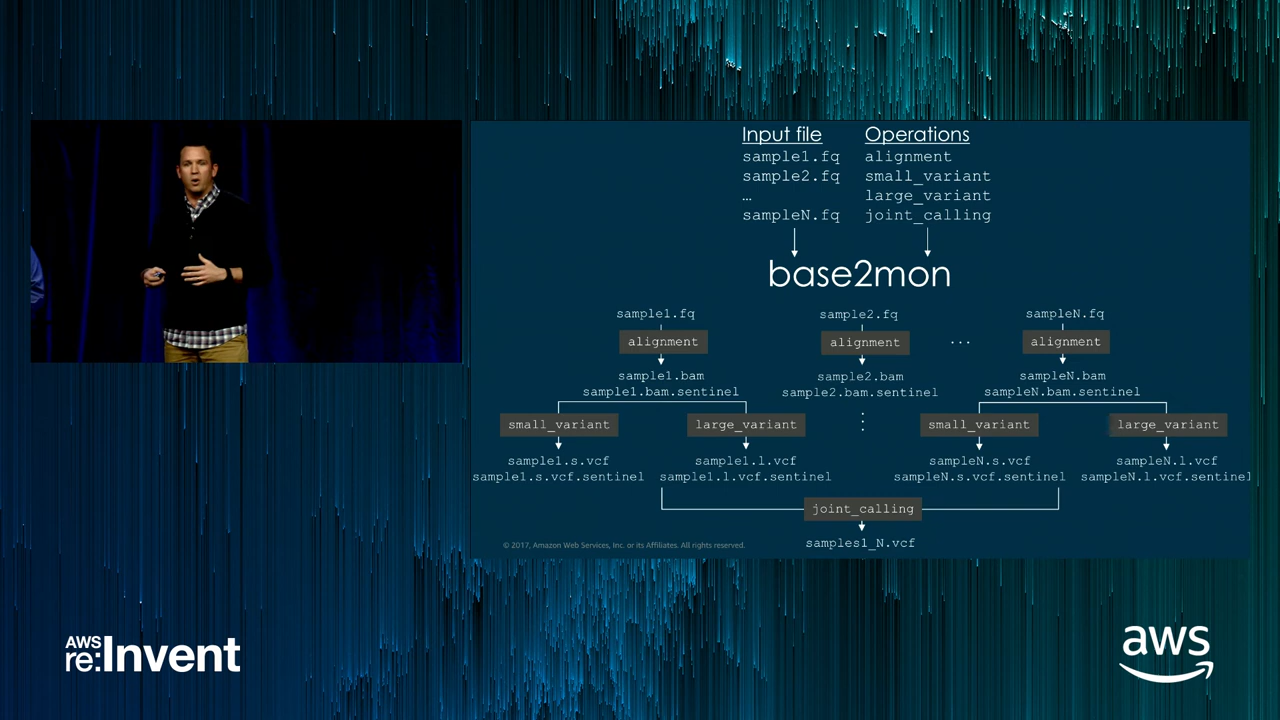 Input file Operations
sample1.fq alignment
sample2.fq small_variant
… large_variant
sampleN.fq joint_calling
base2mon
sample1.fq sample2.fq sampleN.fq
alignment alignment ... alignment
sample1.bam sample2.bam sampleN.bam
sample1.bam.sentinel sample2.bam.sentinel sampleN.bam.sentinel
small_variant large_variant small_variant large_variant
sample1.s.vcf sample1.l.vcf sampleN.s.vcf sampleN.l.vcf
sample1.s.vcf.sentinel sample1.l.vcf.sentinel sampleN.s.vcf.sentinel sampleN.l.vcf.sentinel
joint_calling
samples1_N.vcf
© 2017, Amazon Web Services, Inc. or its Affiliates. All rights reserved.
AWS
re:Invent
aws